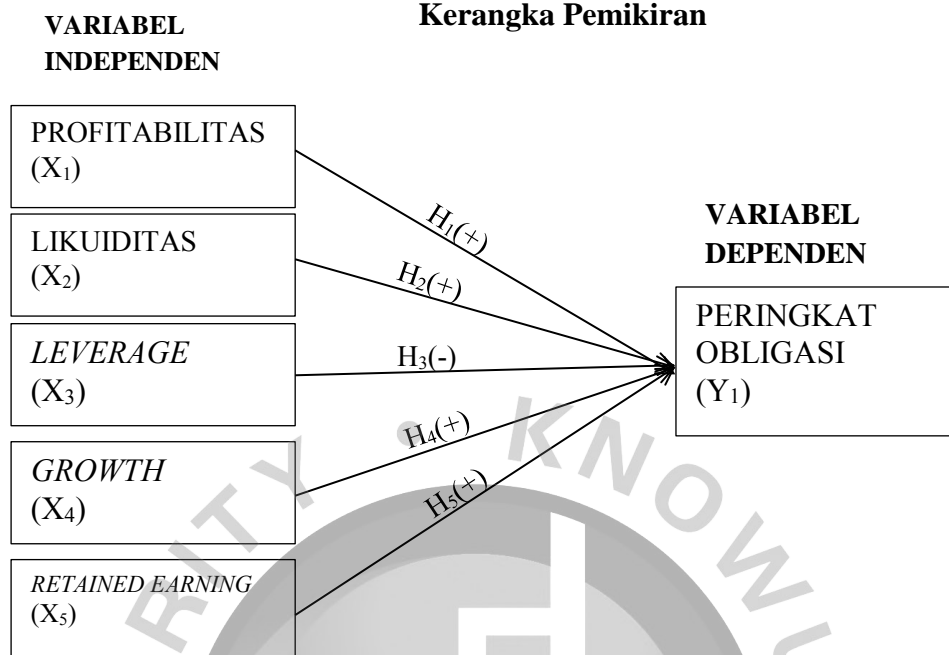 Kerangka Pemikiran
VARIABEL
INDEPENDEN
PROFITABILITAS
(X₁)
LIKUIDITAS
(X₂)
LEVERAGE
(X₃)
GROWTH
(X₄)
RETAINED EARNING
(X₅)
H₁(+)
H₂(+)
H₃(-)
H₄(+)
H₅(+)
VARIABEL
DEPENDEN
PERINGKAT
OBLIGASI
(Y₁)